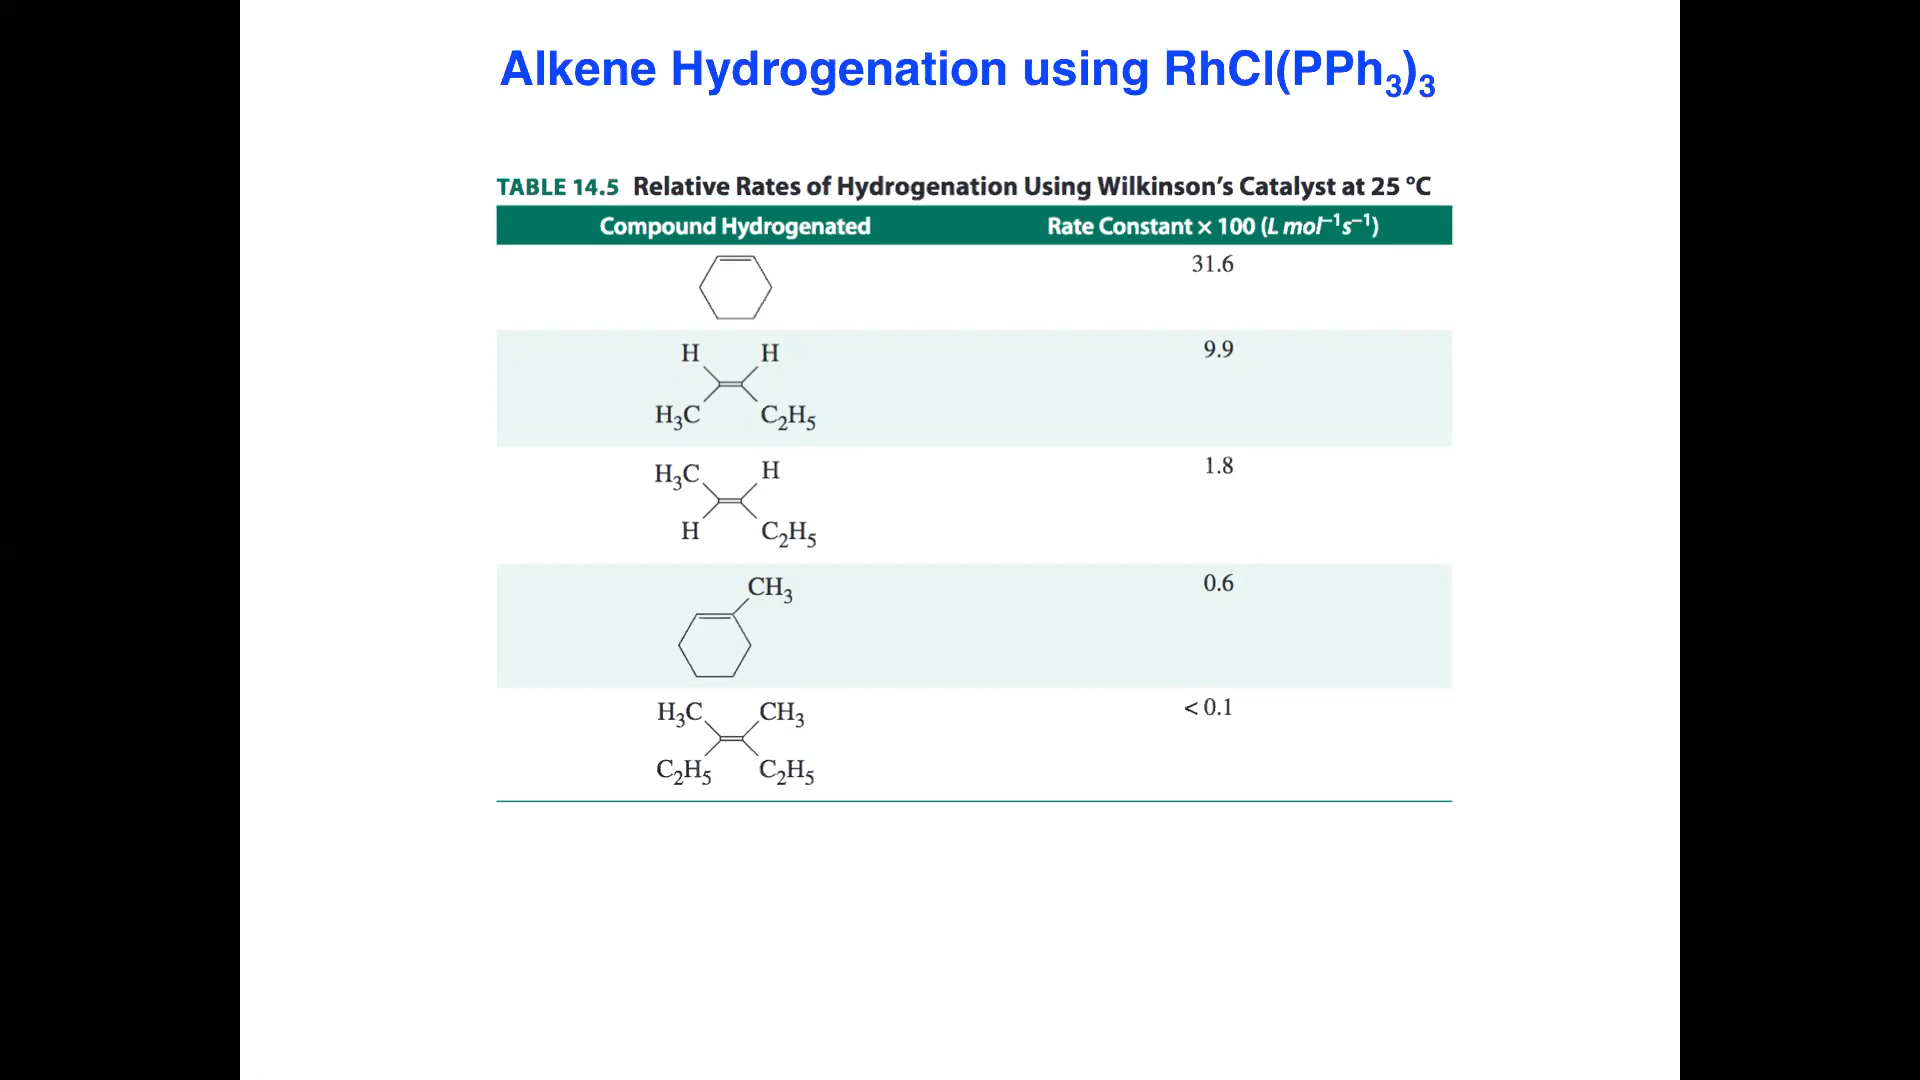 Alkene Hydrogenation using RhCl(PPh₃)₃
TABLE 14.5 Relative Rates of Hydrogenation Using Wilkinson's Catalyst at 25 °C
Compound Hydrogenated Rate Constant × 100 (L mol⁻¹s⁻¹)
31.6
H H 9.9
H₃C C₂H₅
H₃C H 1.8
H C₂H₅
CH₃ 0.6
H₃C CH₃ < 0.1
C₂H₅ C₂H₅